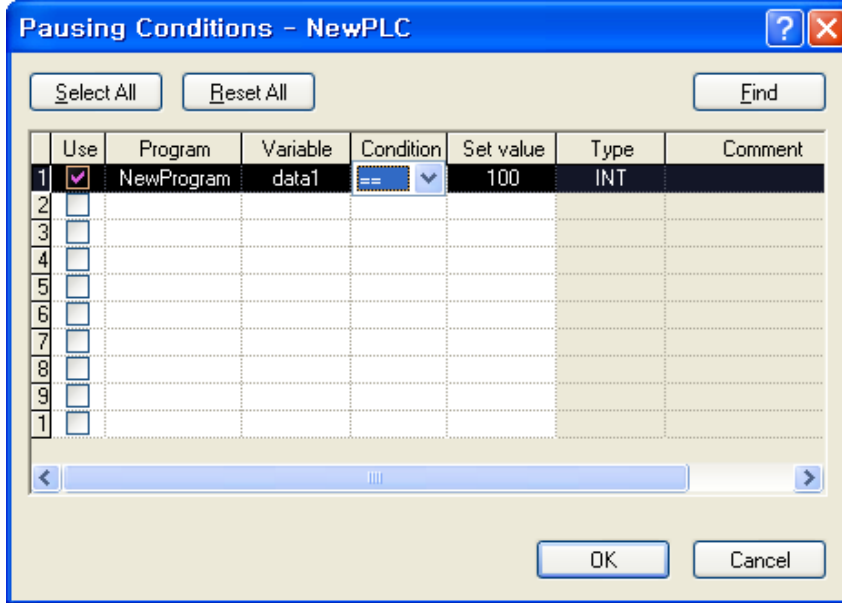 Pausing Conditions - NewPLC
Select All Reset All Find
Use Program Variable Condition Set value Type Comment
1 NewProgram data1 == 100 INT
2
3
4
5
6
7
8
9
1
OK Cancel